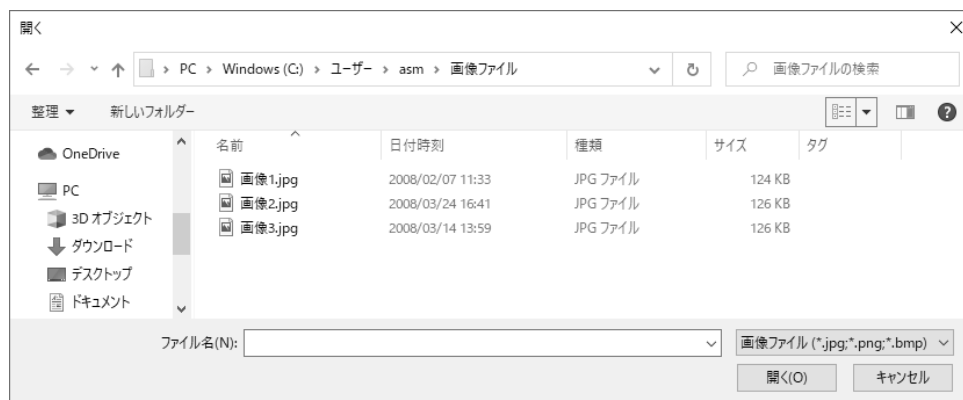 開く
PC › Windows (C:) › ユーザー › asm › 画像ファイル
画像ファイルの検索
整理 新しいフォルダー
OneDrive
PC
3D オブジェクト
ダウンロード
デスクトップ
ドキュメント
名前 日付時刻 種類 サイズ タグ
画像1.jpg 2008/02/07 11:33 JPG ファイル 124 KB
画像2.jpg 2008/03/24 16:41 JPG ファイル 126 KB
画像3.jpg 2008/03/14 13:59 JPG ファイル 126 KB
ファイル名(N):
画像ファイル (*.jpg;*.png;*.bmp)
開く(O) キャンセル